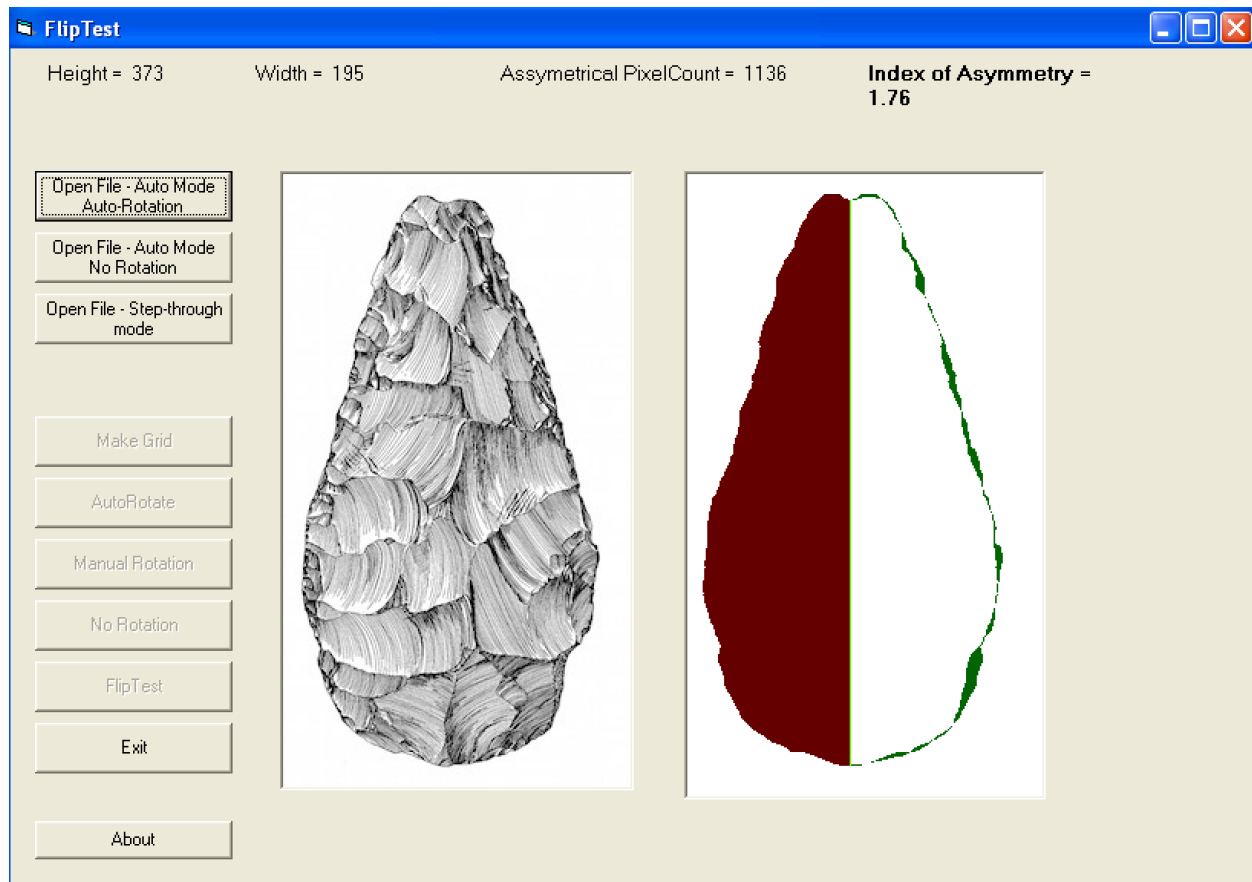 FlipTest
Height = 373 Width = 195 Assymetrical PixelCount = 1136 Index of Asymmetry =
1.76
Open File - Auto Mode
Auto-Rotation
Open File - Auto Mode
No Rotation
Open File - Step-through
mode
Make Grid
AutoRotate
Manual Rotation
No Rotation
FlipTest
Exit
About